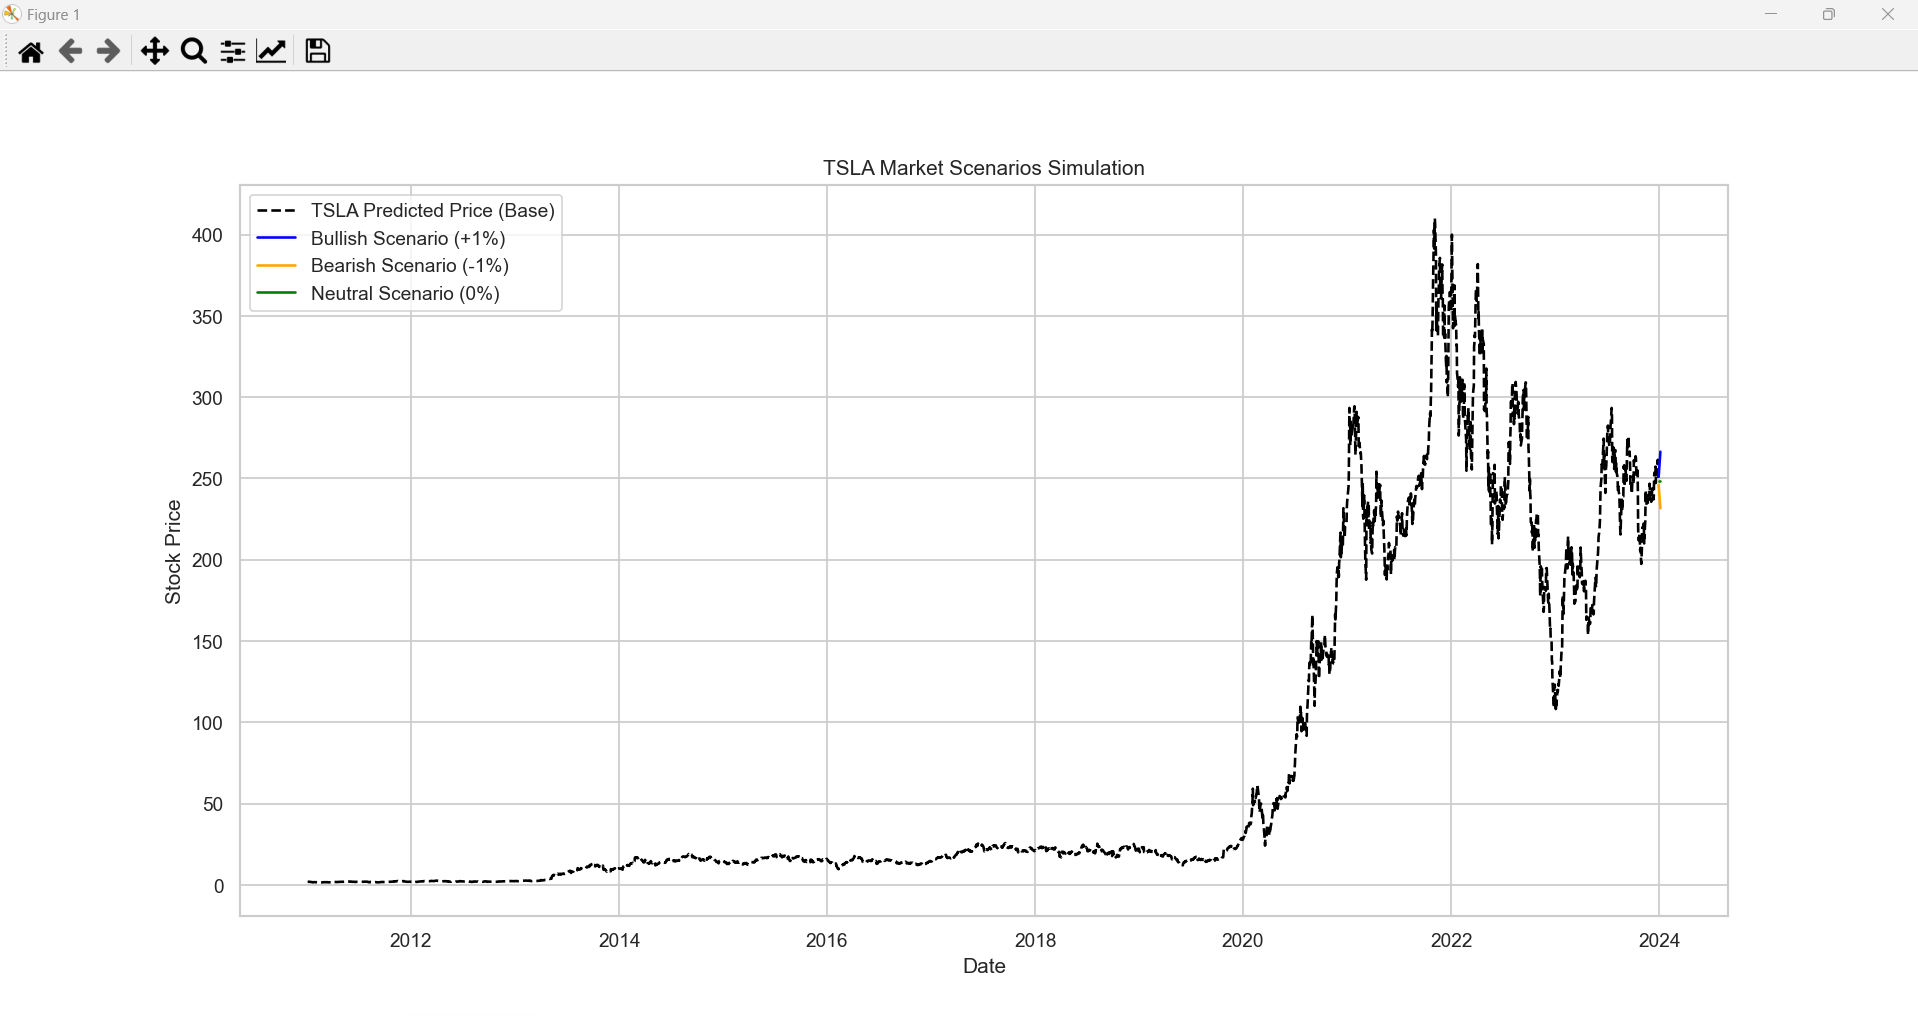 Figure 1
TSLA Market Scenarios Simulation
TSLA Predicted Price (Base)
Bullish Scenario (+1%)
Bearish Scenario (-1%)
Neutral Scenario (0%)
400
350
300
250
200
150
100
50
0
Stock Price
2012 2014 2016 2018 2020 2022 2024
Date